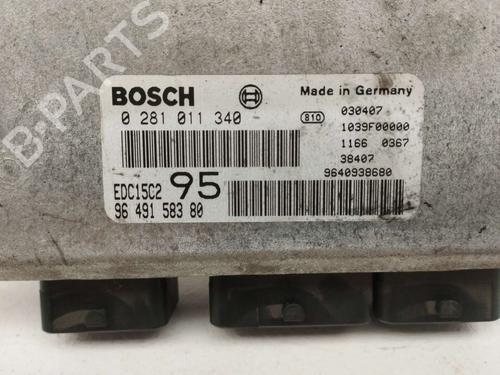 B-PARTS
BOSCH
Made in Germany
0 281 011 340
810
030407
1039F00000
1166 0367
38407
9640938680
EDC15C2 95
96 491 583 80